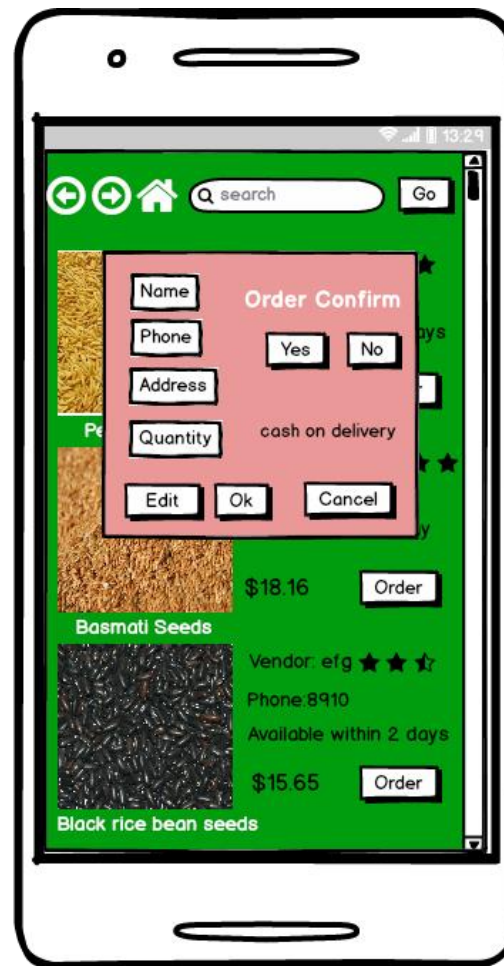 13:29
search
Go
Name
Order Confirm
Phone
Yes
No
ays
Address
Quantity
cash on delivery
Pe
Edit
Ok
Cancel
y
$18.16
Order
Basmati Seeds
Vendor: efg
Phone:8910
Available within 2 days
$15.65
Order
Black rice bean seeds